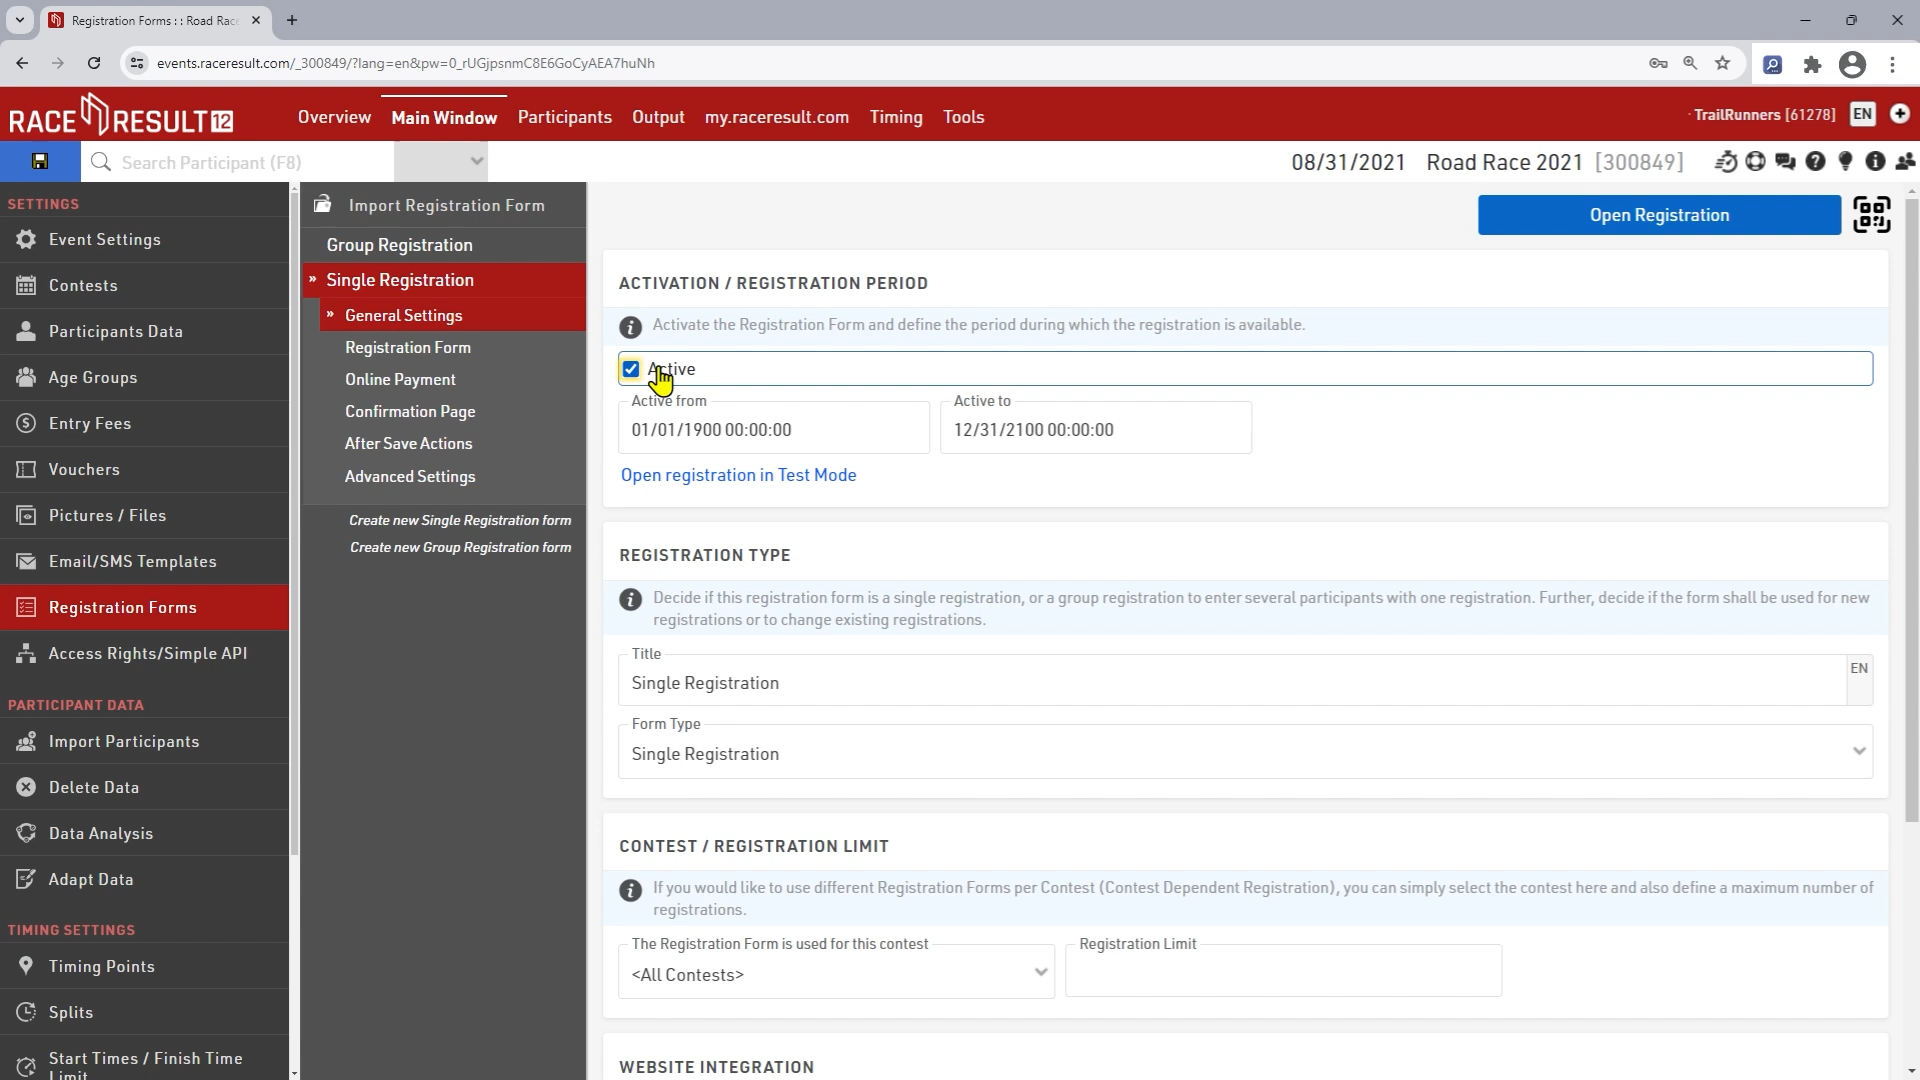 Registration Forms :: Road Rac
events.raceresult.com/_300849/?lang=en&pw=0_rUGjpsnmC8E6GoCyAEA7huNh
RACE RESULT 12
Overview
Main Window
Participants
Output
my.raceresult.com
Timing
Tools
TrailRunners [61278]
EN
Search Participant (F8)
08/31/2021 Road Race 2021 [300849]
SETTINGS
Event Settings
Contests
Participants Data
Age Groups
Entry Fees
Vouchers
Pictures / Files
Email/SMS Templates
Registration Forms
Access Rights/Simple API
PARTICIPANT DATA
Import Participants
Delete Data
Data Analysis
Adapt Data
TIMING SETTINGS
Timing Points
Splits
Start Times / Finish Time
Limit
Import Registration Form
Group Registration
» Single Registration
» General Settings
Registration Form
Online Payment
Confirmation Page
After Save Actions
Advanced Settings
Create new Single Registration form
Create new Group Registration form
Open Registration
ACTIVATION / REGISTRATION PERIOD
Activate the Registration Form and define the period during which the registration is available.
Active
Active from
01/01/1900 00:00:00
Active to
12/31/2100 00:00:00
Open registration in Test Mode
REGISTRATION TYPE
Decide if this registration form is a single registration, or a group registration to enter several participants with one registration. Further, decide if the form shall be used for new
registrations or to change existing registrations.
Title
Single Registration
EN
Form Type
Single Registration
CONTEST / REGISTRATION LIMIT
If you would like to use different Registration Forms per Contest (Contest Dependent Registration), you can simply select the contest here and also define a maximum number of
registrations.
The Registration Form is used for this contest
<All Contests>
Registration Limit
WEBSITE INTEGRATION